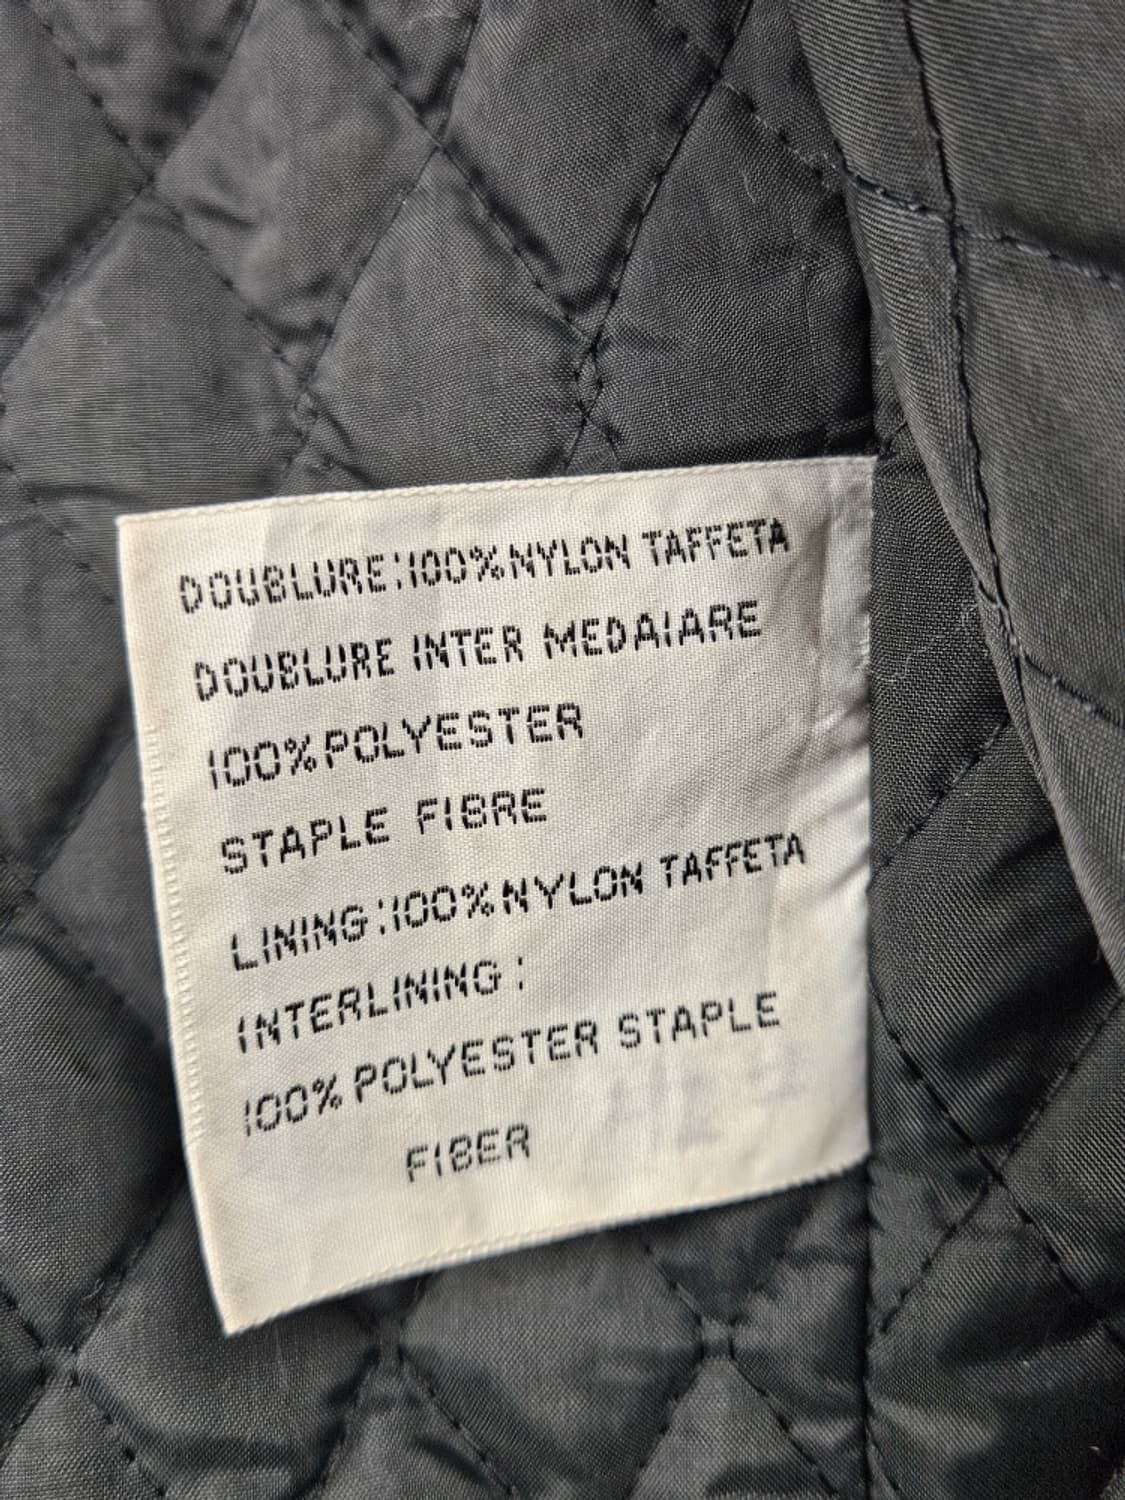 DOUBLURE:100%NYLON TAFFETA
DOUBLURE INTER MEDAIARE
100%POLYESTER
STAPLE FIBRE
LINING:100%NYLON TAFFETA
INTERLINING:
100% POLYESTER STAPLE
FIBER